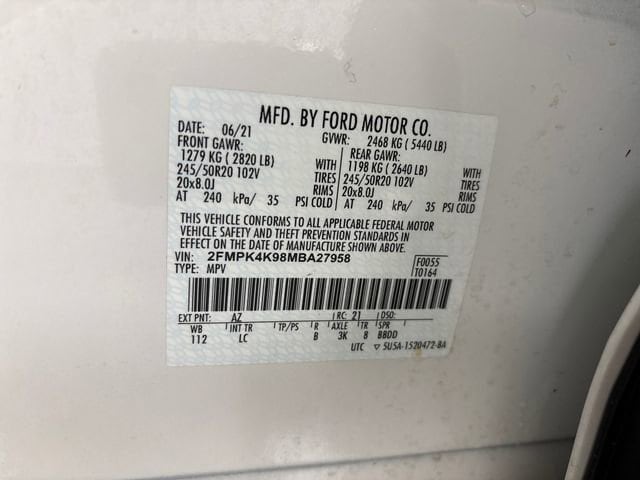 MFD. BY FORD MOTOR CO.
DATE: 06/21 GVWR: 2468 KG ( 5440 LB)
FRONT GAWR: REAR GAWR:
1279 KG ( 2820 LB) WITH 1198 KG ( 2640 LB) WITH
245/50R20 102V TIRES 245/50R20 102V TIRES
20x8.0J RIMS 20x8.0J RIMS
AT 240 kPa/ 35 PSI COLD AT 240 kPa/ 35 PSI COLD
THIS VEHICLE CONFORMS TO ALL APPLICABLE FEDERAL MOTOR
VEHICLE SAFETY AND THEFT PREVENTION STANDARDS IN
EFFECT ON THE DATE OF MANUFACTURE SHOWN ABOVE.
VIN: 2FMPK4K98MBA27958 F0055
TYPE: MPV T0164
EXT PNT: AZ RC: 21 DSO:
WB INT TR TP/PS R AXLE TR SPR
112 LC B 3K 8 BBDD
UTC ▽ 5U5A-1520472-BA